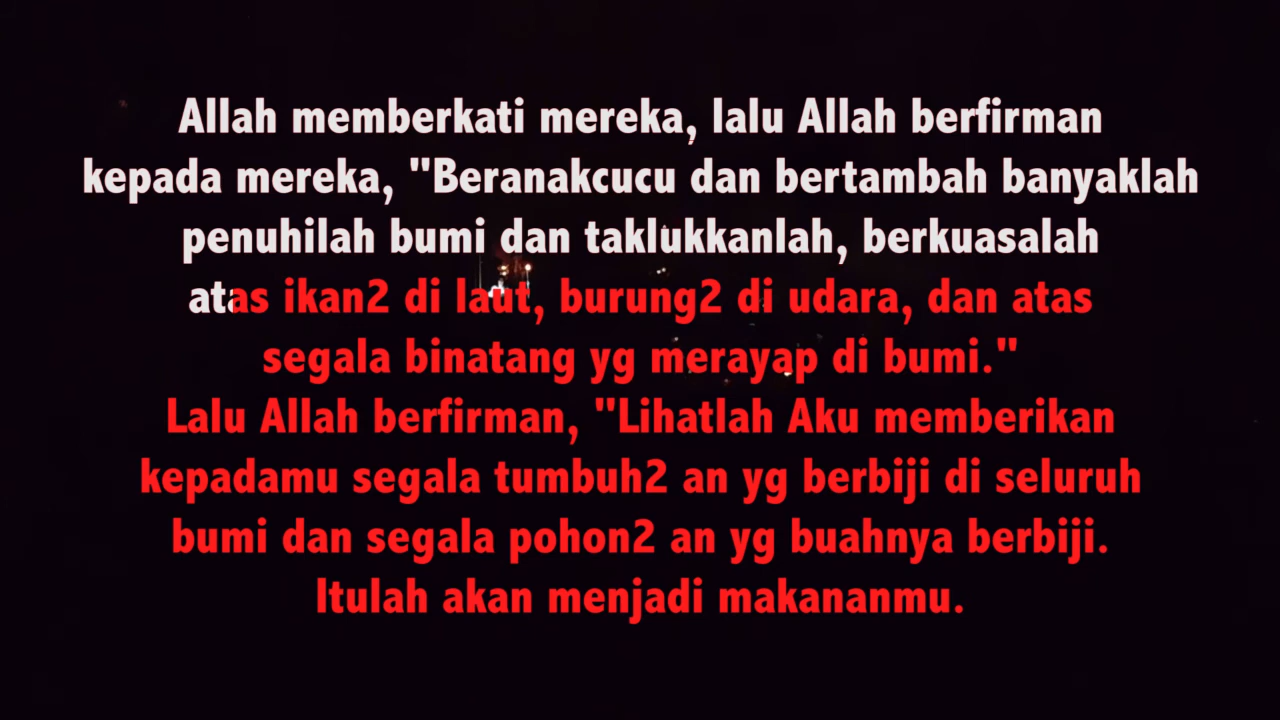 Allah memberkati mereka, lalu Allah berfirman
kepada mereka, "Beranakcucu dan bertambah banyaklah
penuhilah bumi dan taklukkanlah, berkuasalah
atas ikan2 di laut, burung2 di udara, dan atas
segala binatang yg merayap di bumi."
Lalu Allah berfirman, "Lihatlah Aku memberikan
kepadamu segala tumbuh2 an yg berbiji di seluruh
bumi dan segala pohon2 an yg buahnya berbiji.
Itulah akan menjadi makananmu.